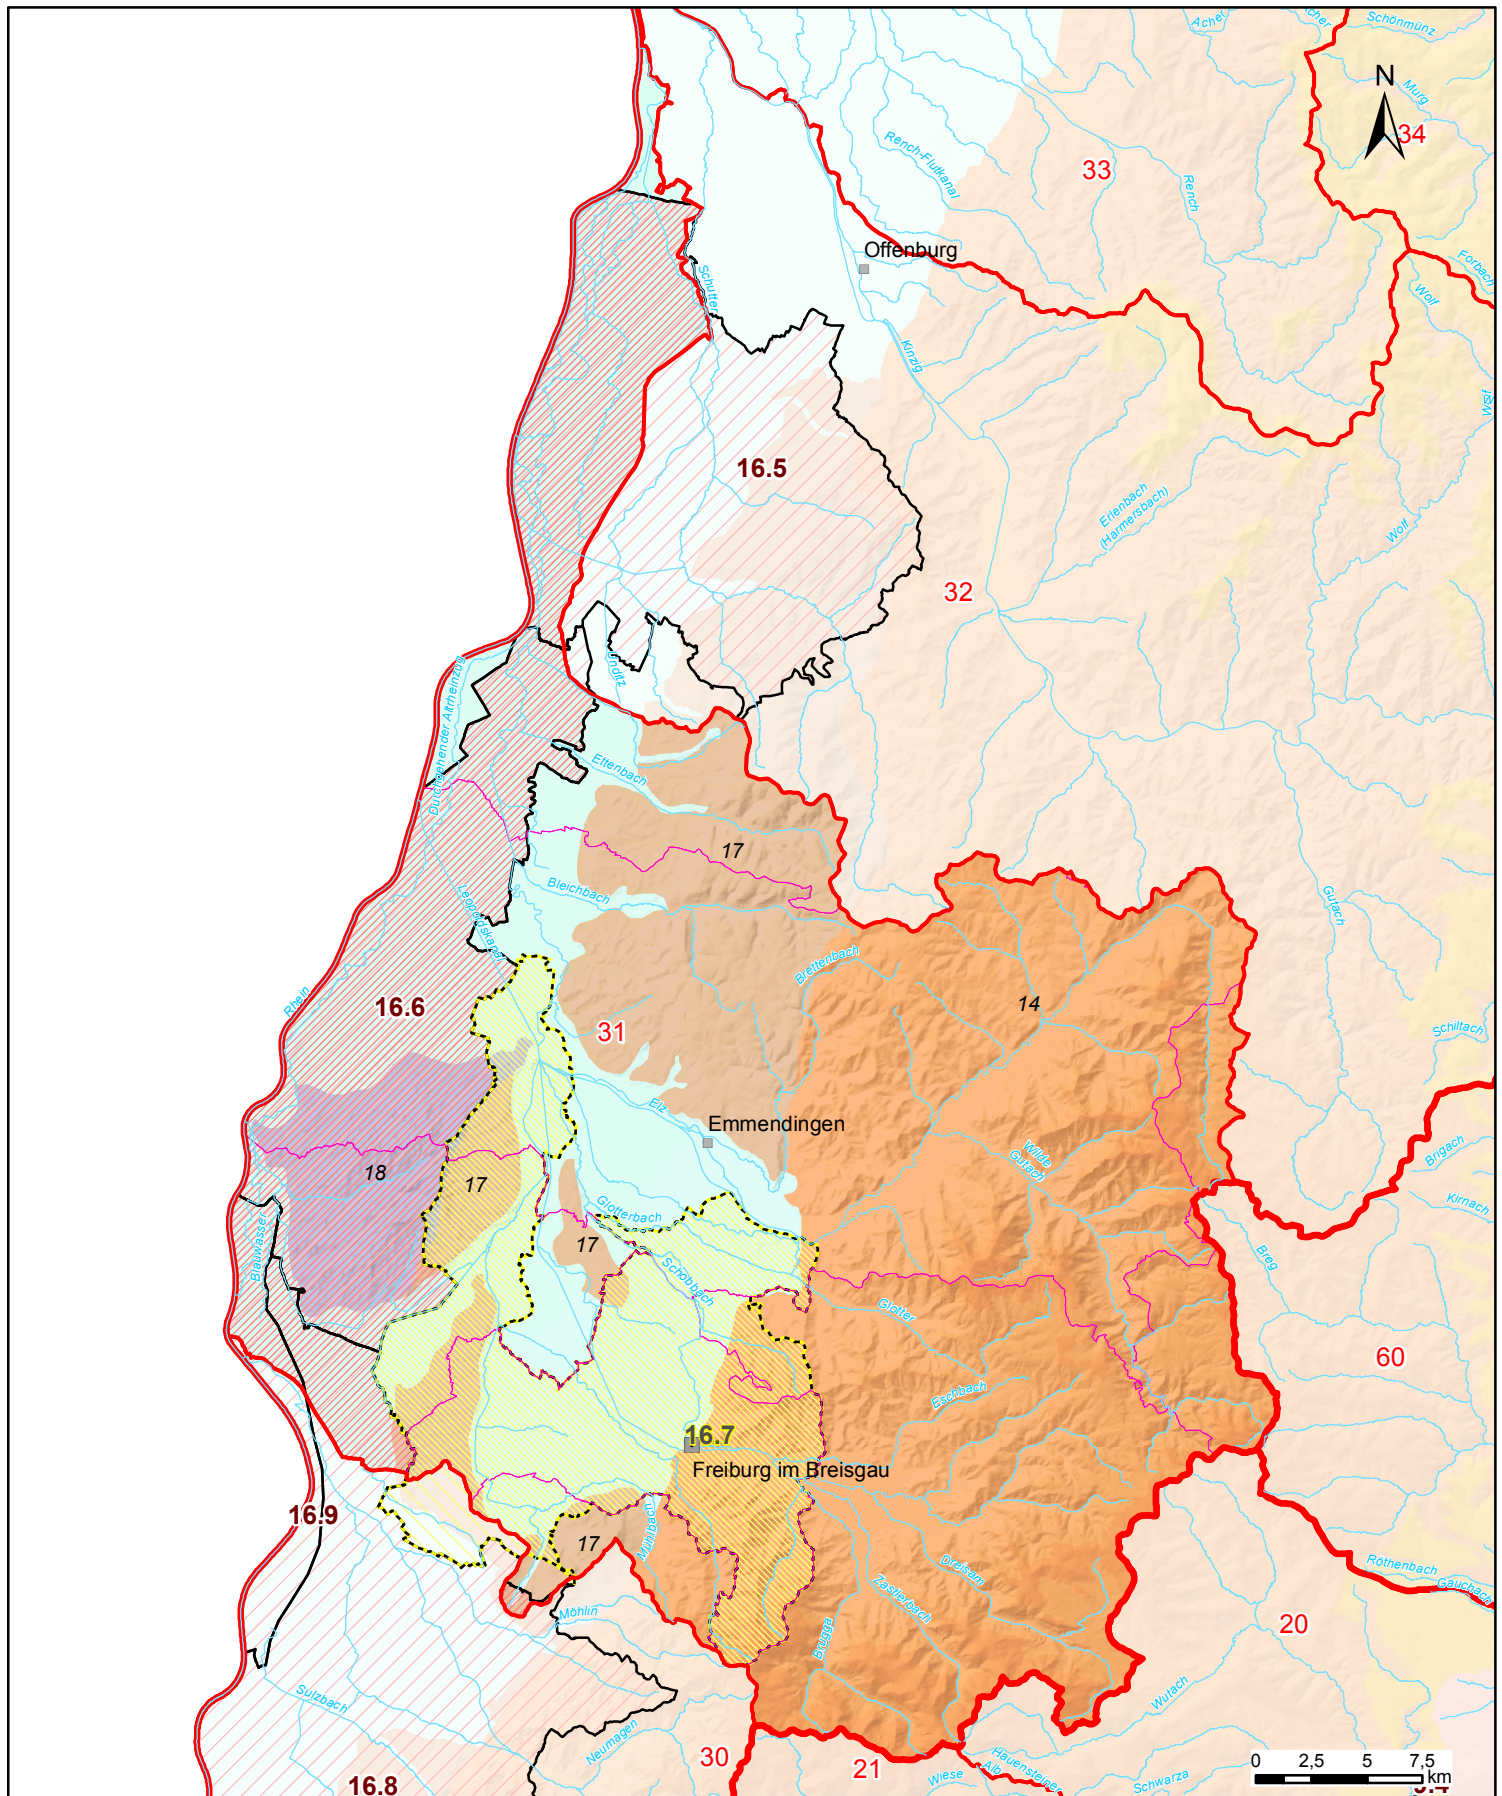 Acher
Schönmünz
N
Murg
34
33
Rench-Flutkanal
Rench
Offenburg
Schutter
Forbach
Wolf
Kinzig
16.5
Erlenbach
(Harmersbach)
Wolf
32
Unditz
Durchgehender Altrheinzug
Ettenbach
17
Bleichbach
Leopoldskanal
Gutach
Brettenbach
Rhein
16.6
31
14
Schiltach
Elz
Emmendingen
Wilde
Gutach
Brigach
18
17
Kirnach
Glotterbach
Blauwasser
17
Breg
Schobbach
Glotter
60
Eschbach
16.7
Freiburg im Breisgau
16.9
Mühlbach
17
Dreisam
Röthenbach
Gauchach
Zastlerbach
Möhlin
20
Brugga
Sulzbach
Wutach
Neumagen
30
21
Hauensteiner
Alb
Wiese
Schwarza
16.8
0 2,5 5 7,5
km